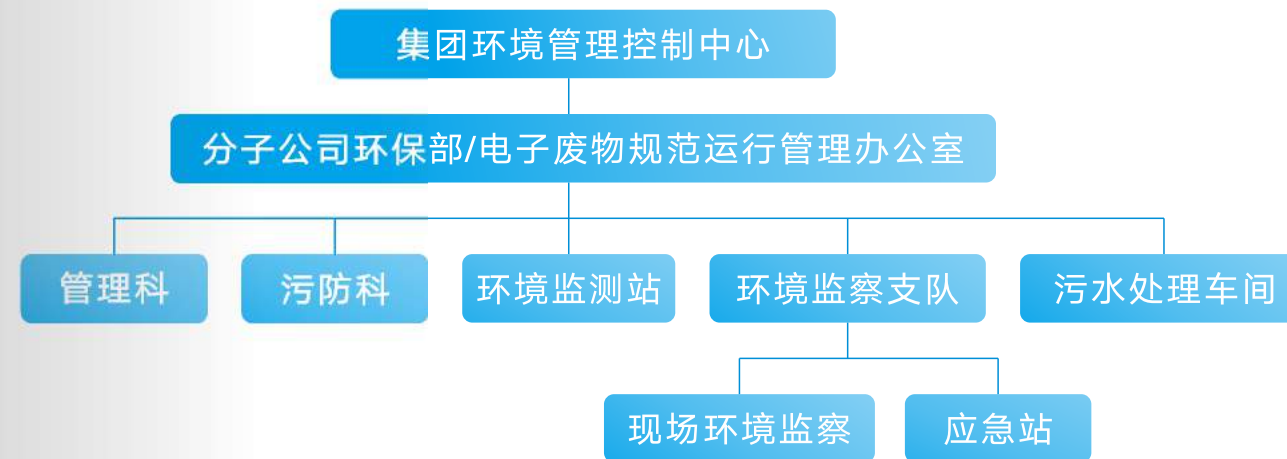 集团环境管理控制中心
分子公司环保部/电子废物规范运行管理办公室
管理科
污防科
环境监测站
环境监察支队
污水处理车间
现场环境监察
应急站